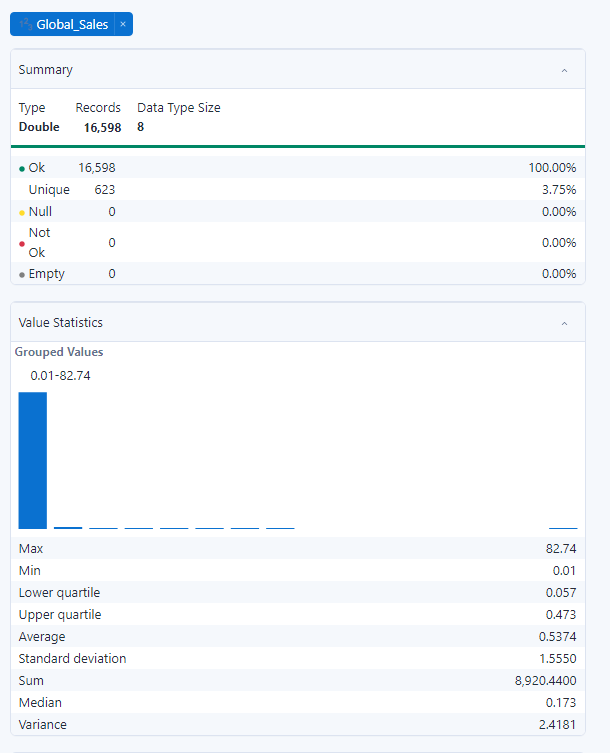 Global_Sales ×
Summary
Type Records Data Type Size
Double 16,598 8
Ok 16,598 100.00%
Unique 623 3.75%
Null 0 0.00%
Not
Ok 0 0.00%
Empty 0 0.00%
Value Statistics
Grouped Values
0.01-82.74
Max 82.74
Min 0.01
Lower quartile 0.057
Upper quartile 0.473
Average 0.5374
Standard deviation 1.5550
Sum 8,920.4400
Median 0.173
Variance 2.4181